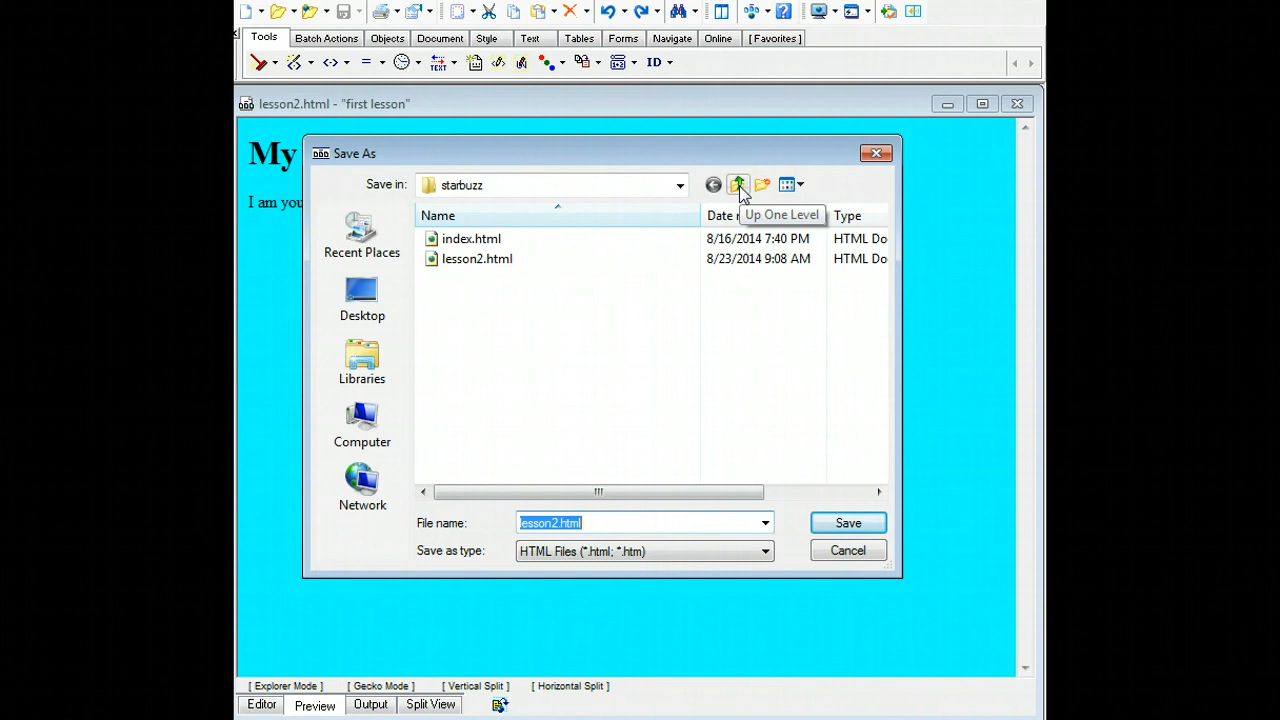 Tools Batch Actions Objects Document Style Text Tables Forms Navigate Online [ Favorites ]
TEXT ID
lesson2.html - "first lesson"
My
I am you
Save As
Save in: starbuzz
Up One Level
Name Date Type
index.html 8/16/2014 7:40 PM HTML Do
lesson2.html 8/23/2014 9:08 AM HTML Do
Recent Places
Desktop
Libraries
Computer
Network
File name: lesson2.html Save
Save as type: HTML Files (*.html; *.htm) Cancel
[ Explorer Mode ] [ Gecko Mode ] [ Vertical Split ] [ Horizontal Split ]
Editor Preview Output Split View